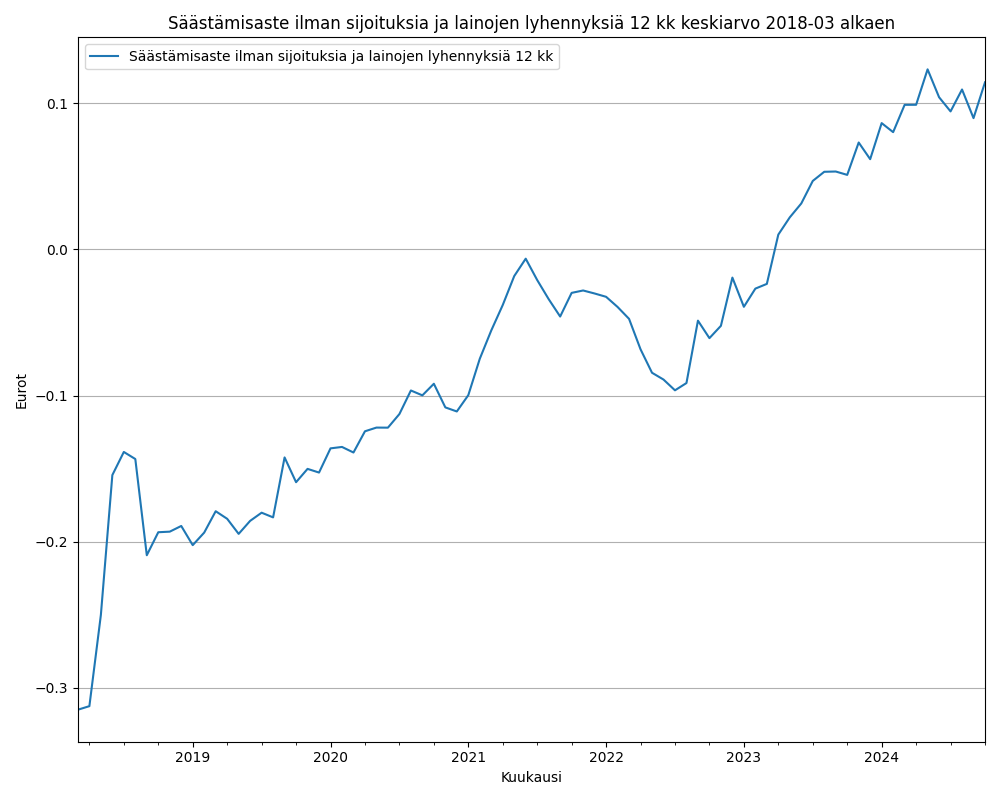 Säästämisaste ilman sijoituksia ja lainojen lyhennyksiä 12 kk keskiarvo 2018-03 alkaen
Säästämisaste ilman sijoituksia ja lainojen lyhennyksiä 12 kk
0.1
0.0
−0.1
−0.2
−0.3
Eurot
2019 2020 2021 2022 2023 2024
Kuukausi